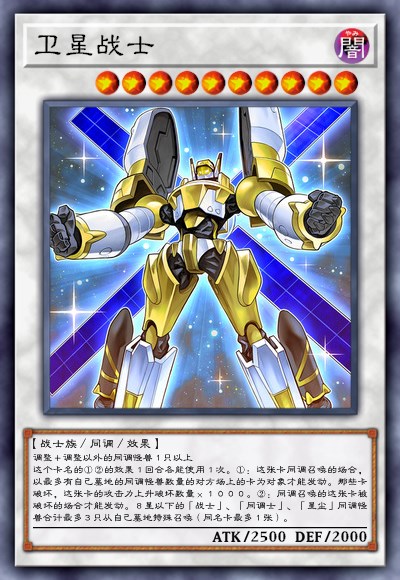 卫星战士
やみ
闇
【战士族／同调／效果】
调整＋调整以外的同调怪兽1只以上
这个卡名的①②的效果1回合各能使用1次。①：这张卡同调召唤的场合，
以最多有自己墓地的同调怪兽数量的对方场上的卡为对象才能发动。那些卡
破坏，这张卡的攻击力上升破坏数量×1000。②：同调召唤的这张卡被
破坏的场合才能发动。8星以下的「战士」、「同调士」、「星尘」同调怪
兽合计最多3只从自己墓地特殊召唤（同名卡最多1张）。
ATK/2500 DEF/2000